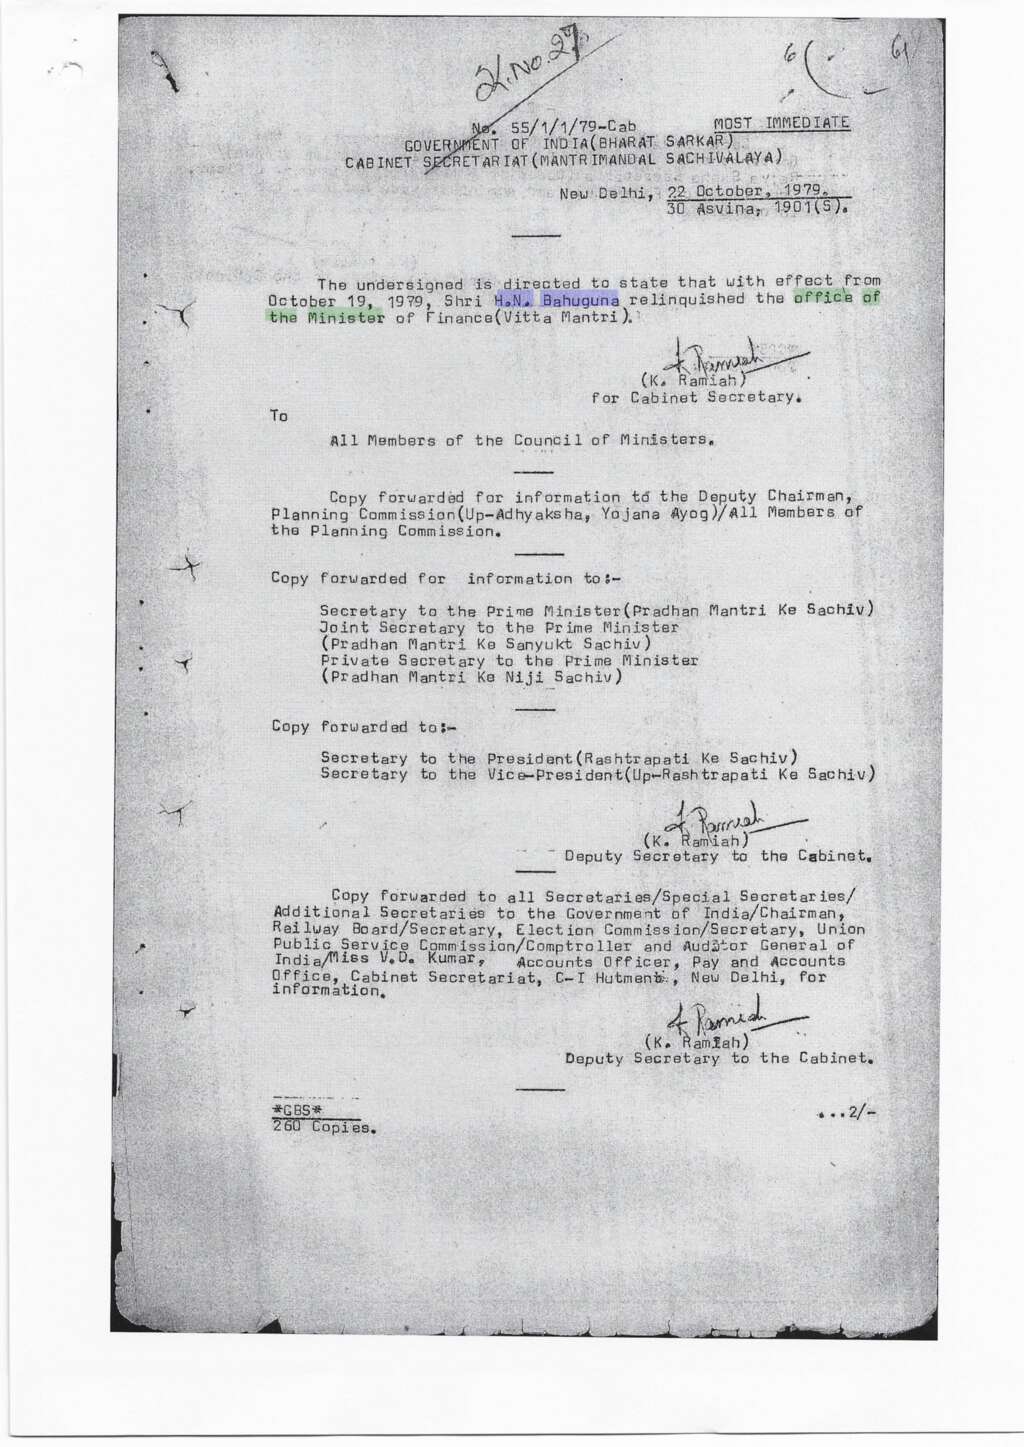 K.No.27
6( 61
No. 55/1/1/79-Cab MOST IMMEDIATE
GOVERNMENT OF INDIA(BHARAT SARKAR)
CABINET SECRETARIAT(MANTRIMANDAL SACHIVALAYA)
New Delhi, 22 October, 1979.
30 Asvina, 1901(S).
The undersigned is directed to state that with effect from
October 19, 1979, Shri H.N. Bahuguna relinquished the office of
the Minister of Finance(Vitta Mantri).
K Ramiah
(K. Ramiah)
for Cabinet Secretary.
To
All Members of the Council of Ministers.
Copy forwarded for information to the Deputy Chairman,
Planning Commission(Up-Adhyaksha, Yojana Ayog)/All Members of
the Planning Commission.
Copy forwarded for information to:-
Secretary to the Prime Minister(Pradhan Mantri Ke Sachiv)
Joint Secretary to the Prime Minister
(Pradhan Mantri Ke Sanyukt Sachiv)
Private Secretary to the Prime Minister
(Pradhan Mantri Ke Niji Sachiv)
Copy forwarded to:-
Secretary to the President(Rashtrapati Ke Sachiv)
Secretary to the Vice-President(Up-Rashtrapati Ke Sachiv)
K Ramiah
(K. Ramiah)
Deputy Secretary to the Cabinet.
Copy forwarded to all Secretaries/Special Secretaries/
Additional Secretaries to the Government of India/Chairman,
Railway Board/Secretary, Election Commission/Secretary, Union
Public Service Commission/Comptroller and Auditor General of
India/Miss V.D. Kumar, Accounts Officer, Pay and Accounts
Office, Cabinet Secretariat, C-I Hutments, New Delhi, for
information.
K Ramiah
(K. Ramiah)
Deputy Secretary to the Cabinet.
*GBS*
260 Copies.
...2/-